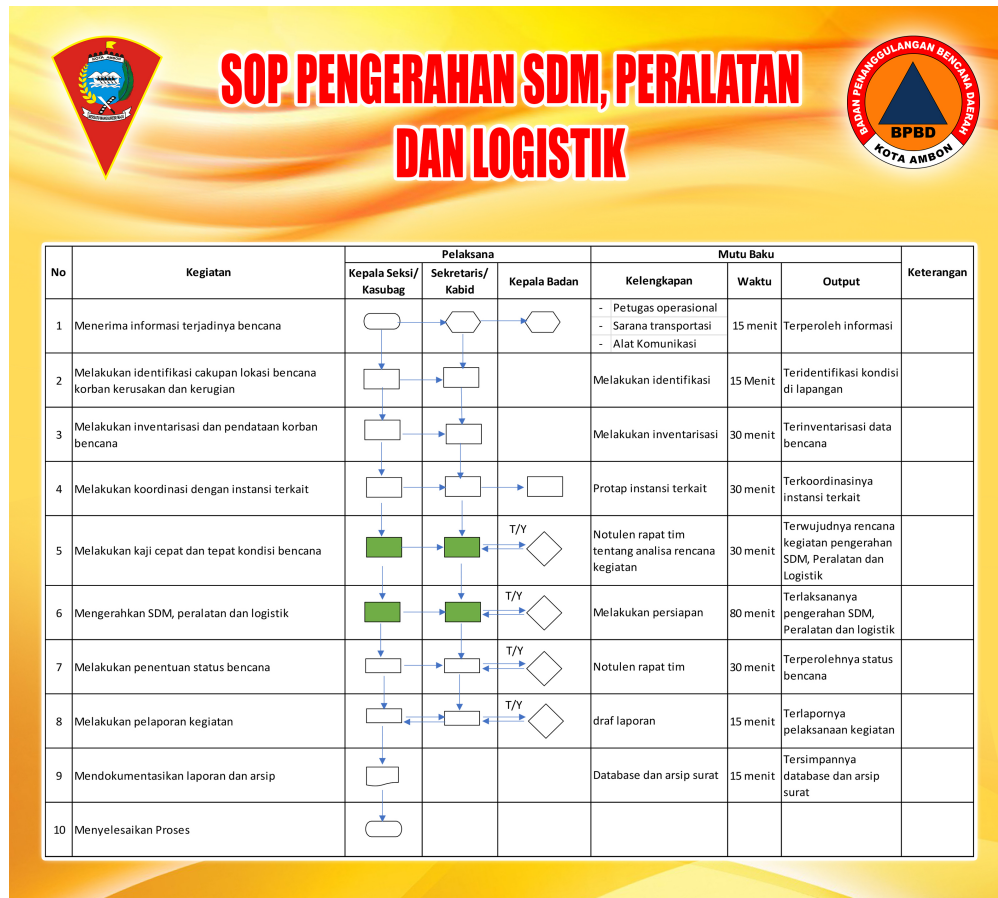 SOP PENGERAHAN SDM, PERALATAN
DAN LOGISTIK
KOTA AMBON
BADAN PENANGGULANGAN BENCANA DAERAH
BPBD
KOTA AMBON
No
Kegiatan
Pelaksana
Mutu Baku
Keterangan
Kepala Seksi/
Kasubag
Sekretaris/
Kabid
Kepala Badan
Kelengkapan
Waktu
Output
1
Menerima informasi terjadinya bencana
- Petugas operasional
- Sarana transportasi
- Alat Komunikasi
15 menit
Terperoleh informasi
2
Melakukan identifikasi cakupan lokasi bencana
korban kerusakan dan kerugian
Melakukan identifikasi
15 Menit
Teridentifikasi kondisi
di lapangan
3
Melakukan inventarisasi dan pendataan korban
bencana
Melakukan inventarisasi
30 menit
Terinventarisasi data
bencana
4
Melakukan koordinasi dengan instansi terkait
Protap instansi terkait
30 menit
Terkoordinasinya
instansi terkait
5
Melakukan kaji cepat dan tepat kondisi bencana
T/Y
Notulen rapat tim
tentang analisa rencana
kegiatan
30 menit
Terwujudnya rencana
kegiatan pengerahan
SDM, Peralatan dan
Logistik
6
Mengerahkan SDM, peralatan dan logistik
T/Y
Melakukan persiapan
80 menit
Terlaksananya
pengerahan SDM,
Peralatan dan logistik
7
Melakukan penentuan status bencana
T/Y
Notulen rapat tim
30 menit
Terperolehnya status
bencana
8
Melakukan pelaporan kegiatan
T/Y
draf laporan
15 menit
Terlapornya
pelaksanaan kegiatan
9
Mendokumentasikan laporan dan arsip
Database dan arsip surat
15 menit
Tersimpannya
database dan arsip
surat
10
Menyelesaikan Proses